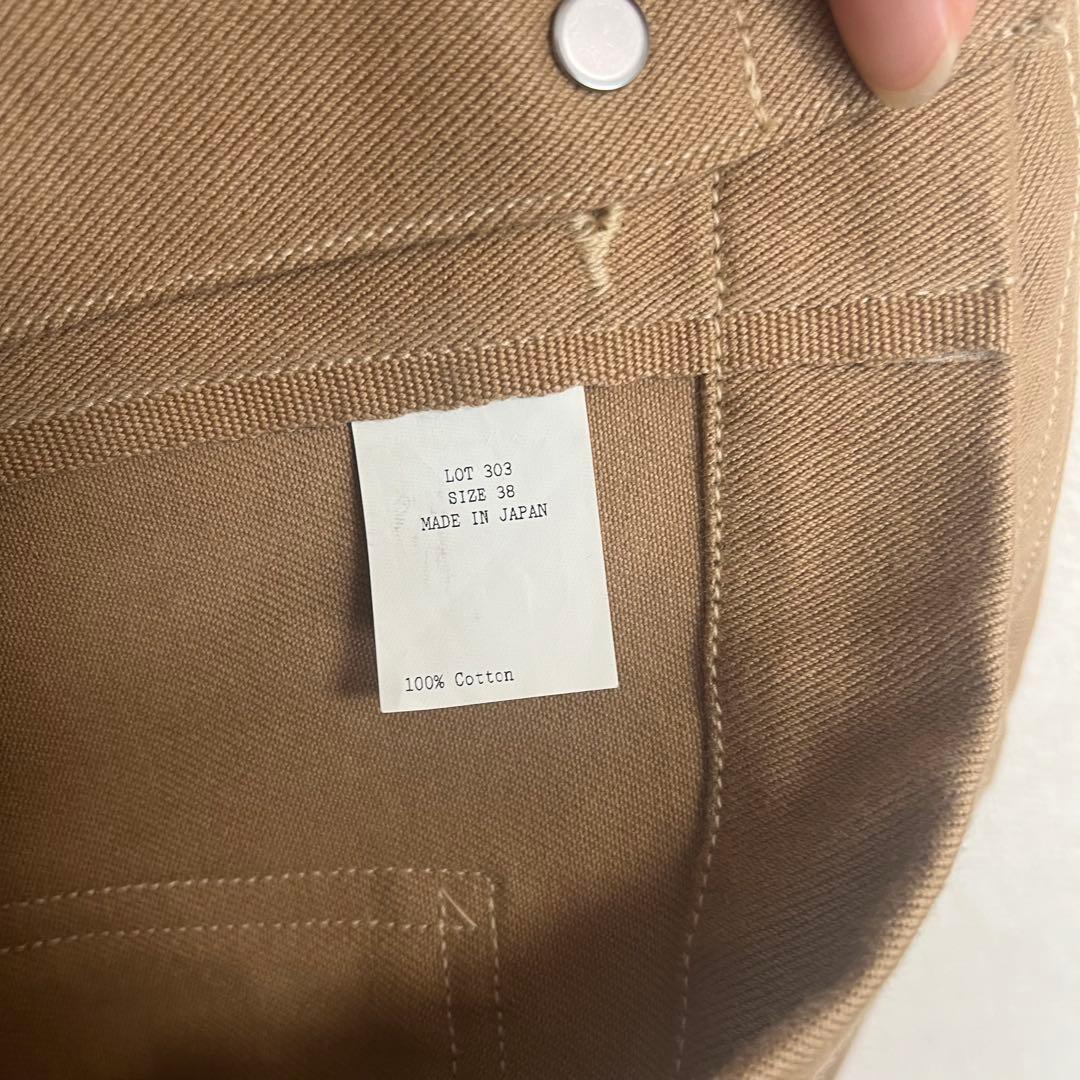 LOT 303
SIZE 38
MADE IN JAPAN
100% Cotton